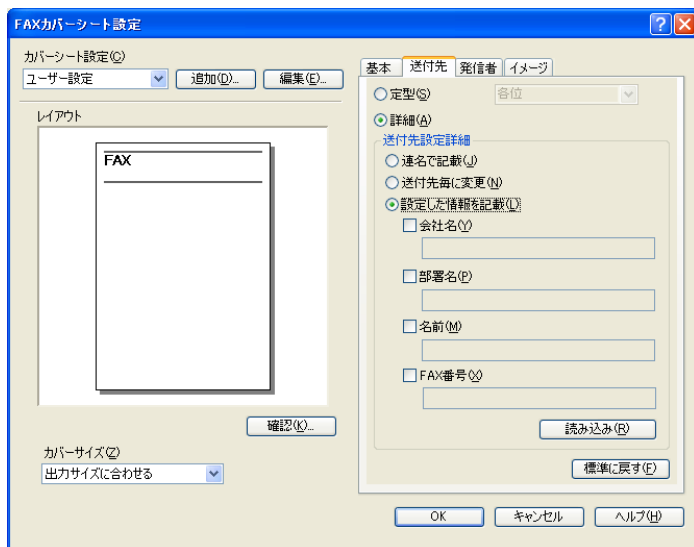 FAXカバーシート設定
カバーシート設定(C)
ユーザー設定
追加(D)...
編集(E)...
レイアウト
FAX
確認(K)...
カバーサイズ(Z)
出力サイズに合わせる
基本
送付先
発信者
イメージ
定型(S)
各位
詳細(A)
送付先設定詳細
連名で記載(J)
送付先毎に変更(N)
設定した情報を記載(L)
会社名(Y)
部署名(P)
名前(M)
FAX番号(X)
読み込み(R)
標準に戻す(F)
OK
キャンセル
ヘルプ(H)